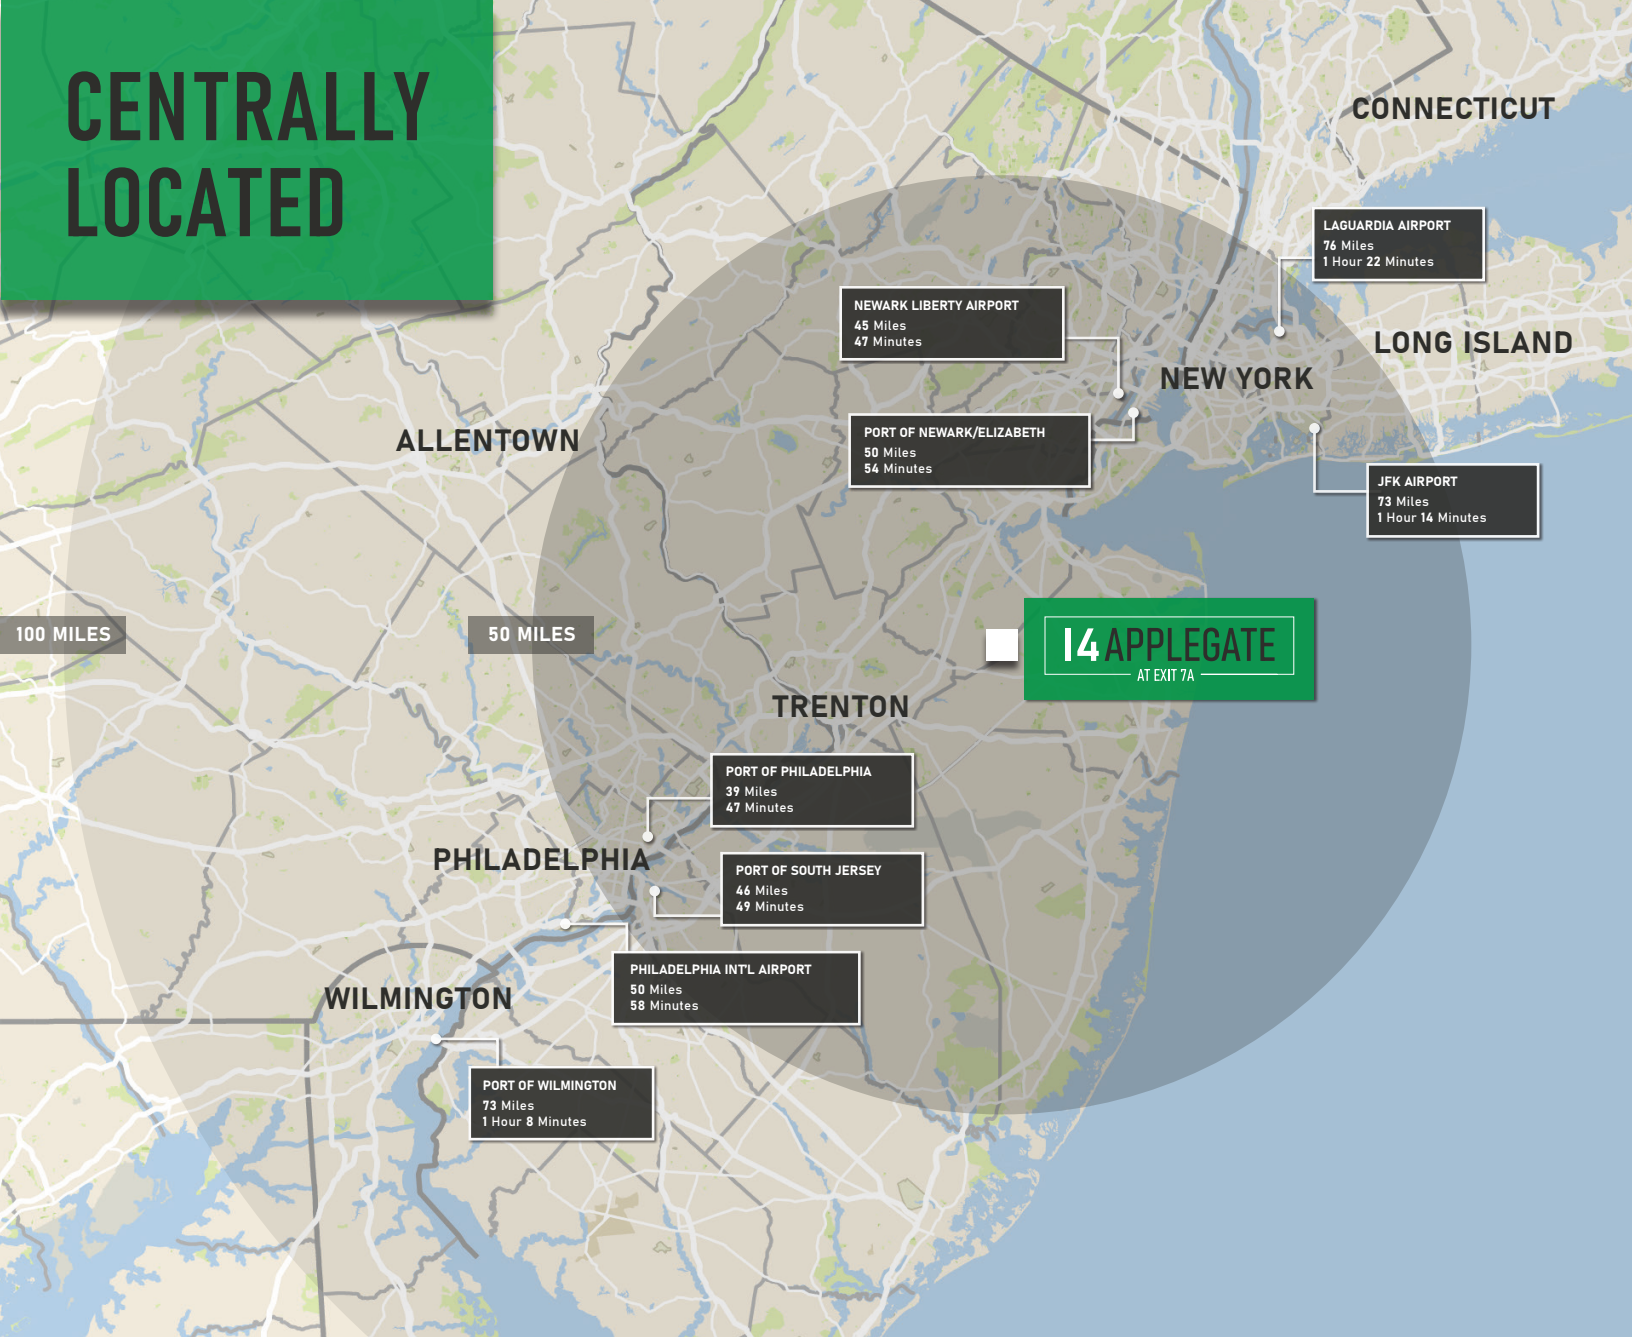 CENTRALLY
LOCATED
CONNECTICUT
LAGUARDIA AIRPORT
76 Miles
1 Hour 22 Minutes
NEWARK LIBERTY AIRPORT
45 Miles
47 Minutes
LONG ISLAND
NEW YORK
ALLENTOWN
PORT OF NEWARK/ELIZABETH
50 Miles
54 Minutes
JFK AIRPORT
73 Miles
1 Hour 14 Minutes
100 MILES
50 MILES
14 APPLEGATE
AT EXIT 7A
TRENTON
PORT OF PHILADELPHIA
39 Miles
47 Minutes
PHILADELPHIA
PORT OF SOUTH JERSEY
46 Miles
49 Minutes
PHILADELPHIA INT'L AIRPORT
50 Miles
58 Minutes
WILMINGTON
PORT OF WILMINGTON
73 Miles
1 Hour 8 Minutes